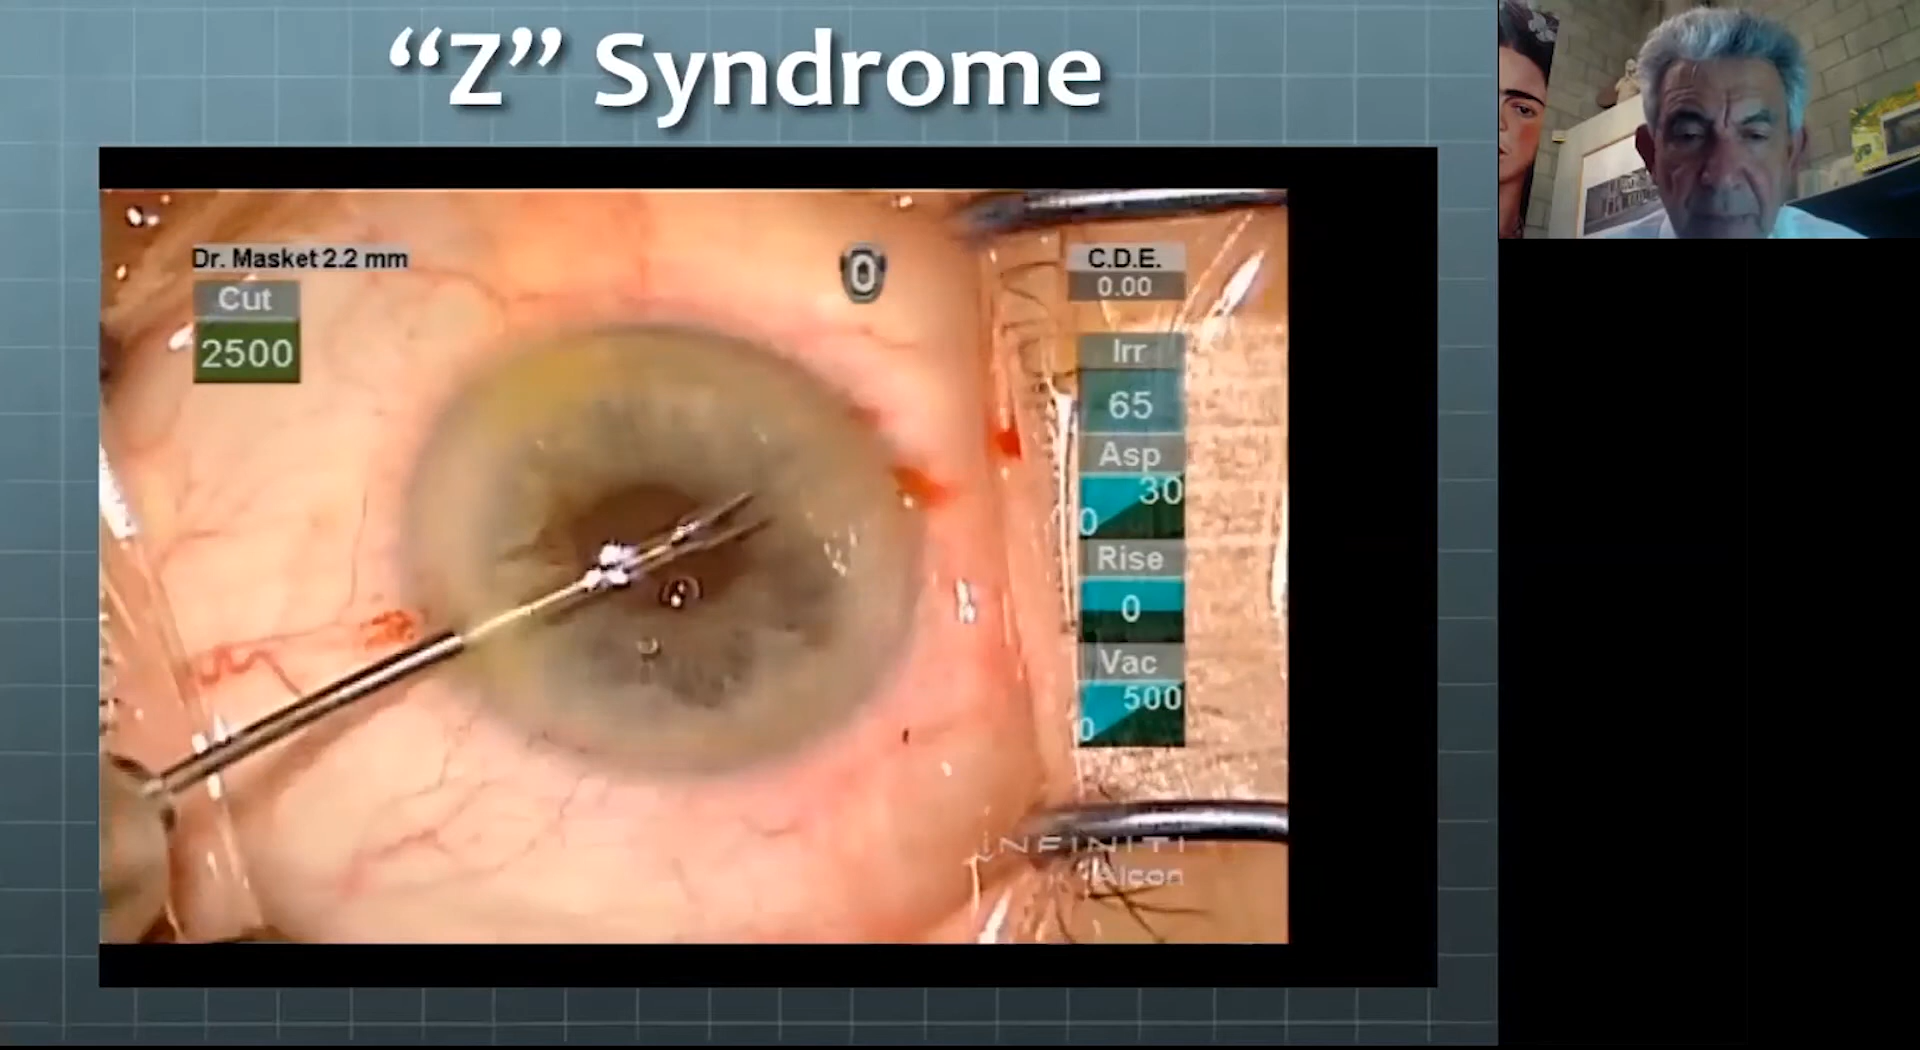 “Z” Syndrome
Dr. Masket 2.2 mm
Cut
2500
0
C.D.E.
0.00
Irr
65
Asp
30
0
Rise
0
Vac
500
0
INFINITI
Alcon